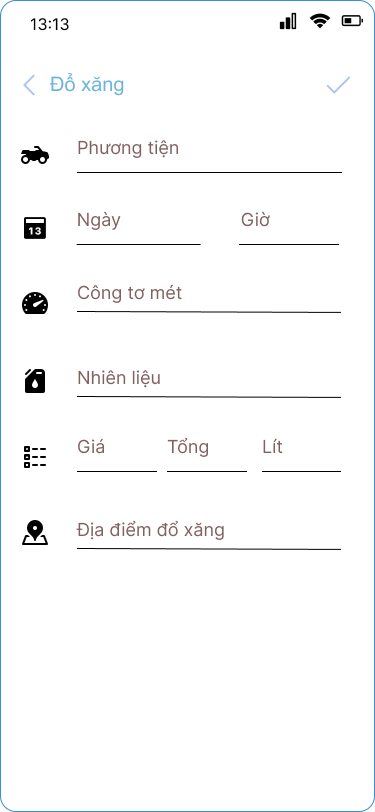 13:13
Đổ xăng
Phương tiện
13
Ngày Giờ
Công tơ mét
Nhiên liệu
Giá Tổng Lít
Địa điểm đổ xăng